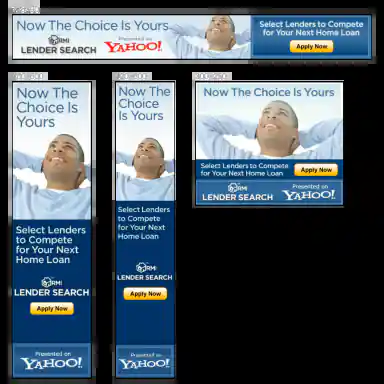 Now The Choice Is Yours
RMI
LENDER SEARCH
Presented on
YAHOO!
Select Lenders to Compete
for Your Next Home Loan
Apply Now
Now The
Choice Is
Yours
Select Lenders
to Compete
for Your Next
Home Loan
RMI
LENDER SEARCH
Apply Now
Presented on
YAHOO!
Now The
Choice
Is Yours
Select Lenders
to Compete
for Your Next
Home Loan
RMI
LENDER SEARCH
Apply Now
Presented on
YAHOO!
Now The Choice Is Yours
Select Lenders to Compete
for Your Next Home Loan
Apply Now
RMI
LENDER SEARCH
Presented on
YAHOO!